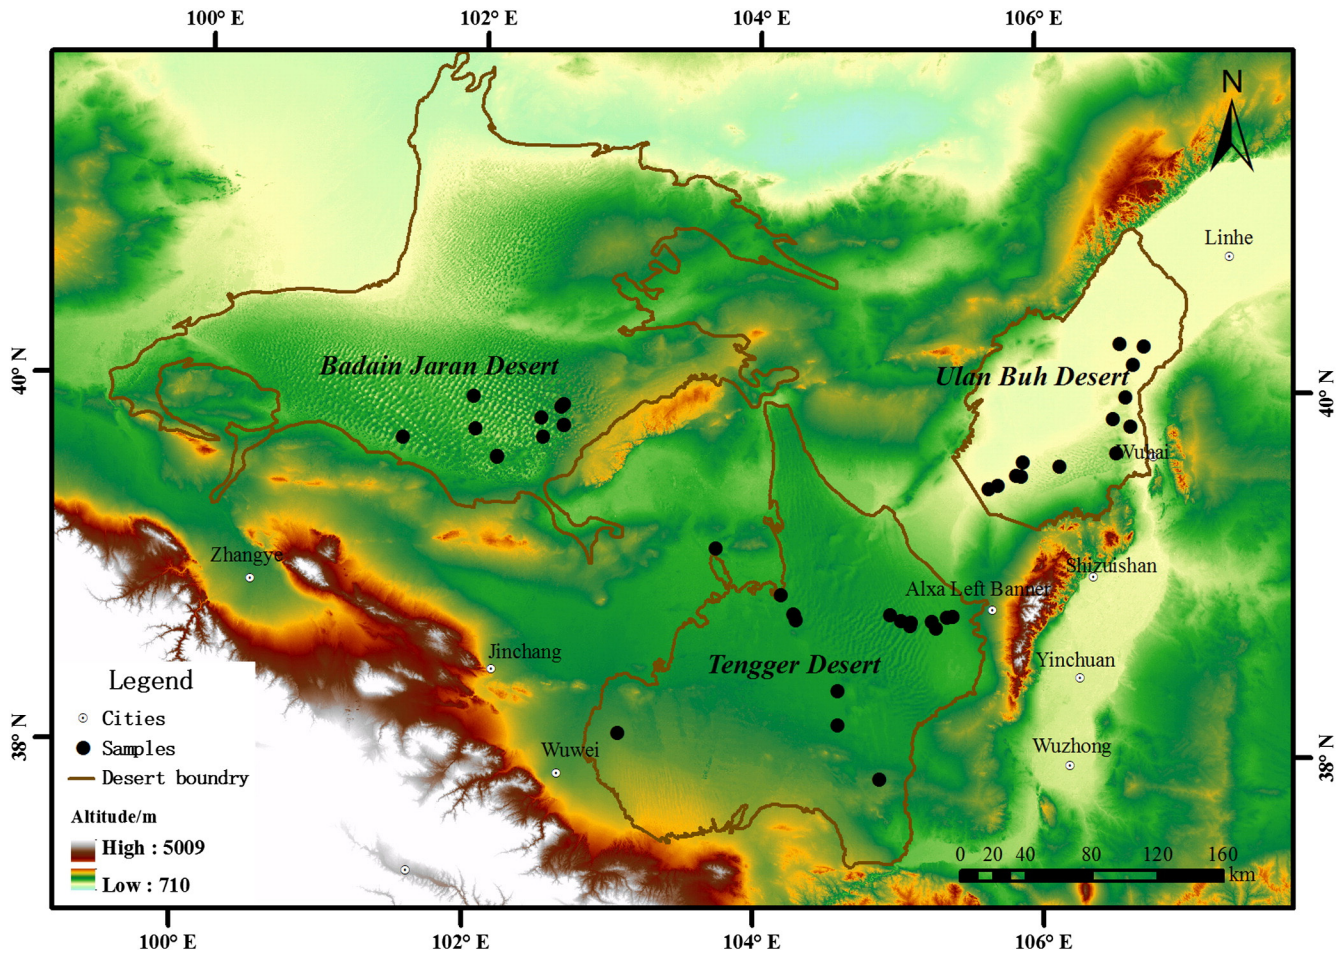 100° E 102° E 104° E 106° E
N
Linhe
40° N
Badain Jaran Desert
Ulan Buh Desert
40° N
Wuhai
Zhangye
Shizuishan
Alxa Left Banner
Jinchang
Tengger Desert
Yinchuan
Legend
Cities
38° N
Samples
Wuwei
Wuzhong
38° N
Desert boundry
Altitude/m
High : 5009
Low : 710
0 20 40 80 120 160
km
100° E 102° E 104° E 106° E